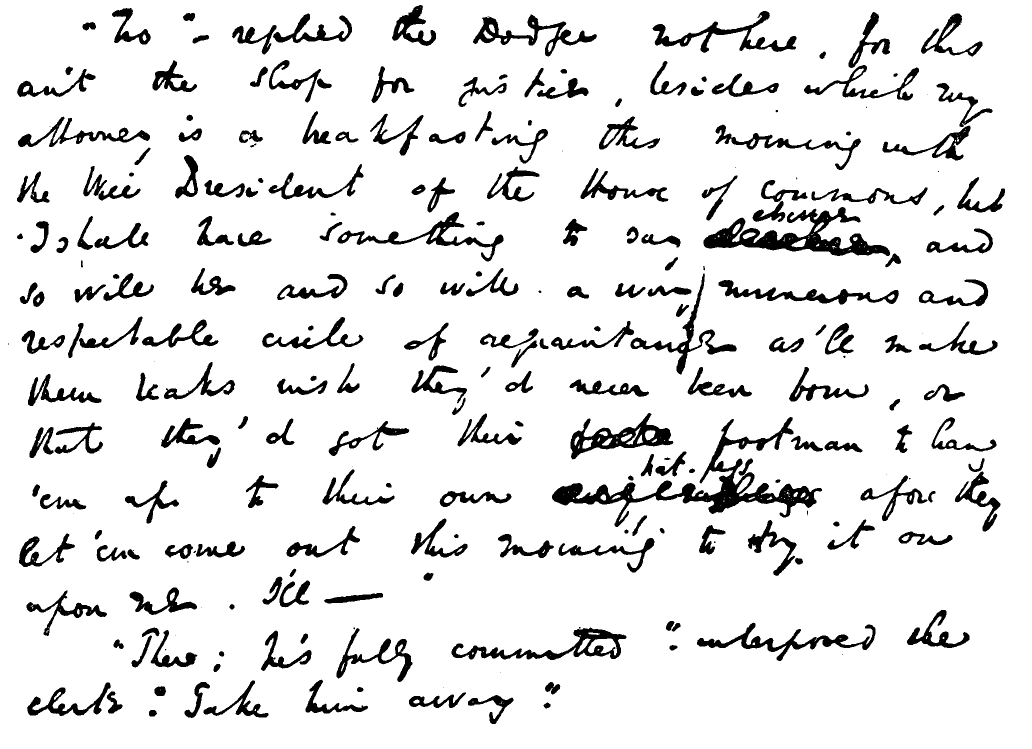 "No" - replied the Dodger not here, for this
ain't the shop for justice, besides which my
attorney is a breakfasting this morning with
the Wice President of the House of commons, but
I shall have something to say elsewher, and
so will he and so will a wery numerous and
respectable circle of acquaintance as'll make
them beaks wish they'd never been born, or
that they'd got their footman to hang
'em up to their own hat-pegs afore they
let 'em come out this morning to try it on
upon me. I'll — "
"There; he's fully committed" interposed the
clerk: "Take him away."